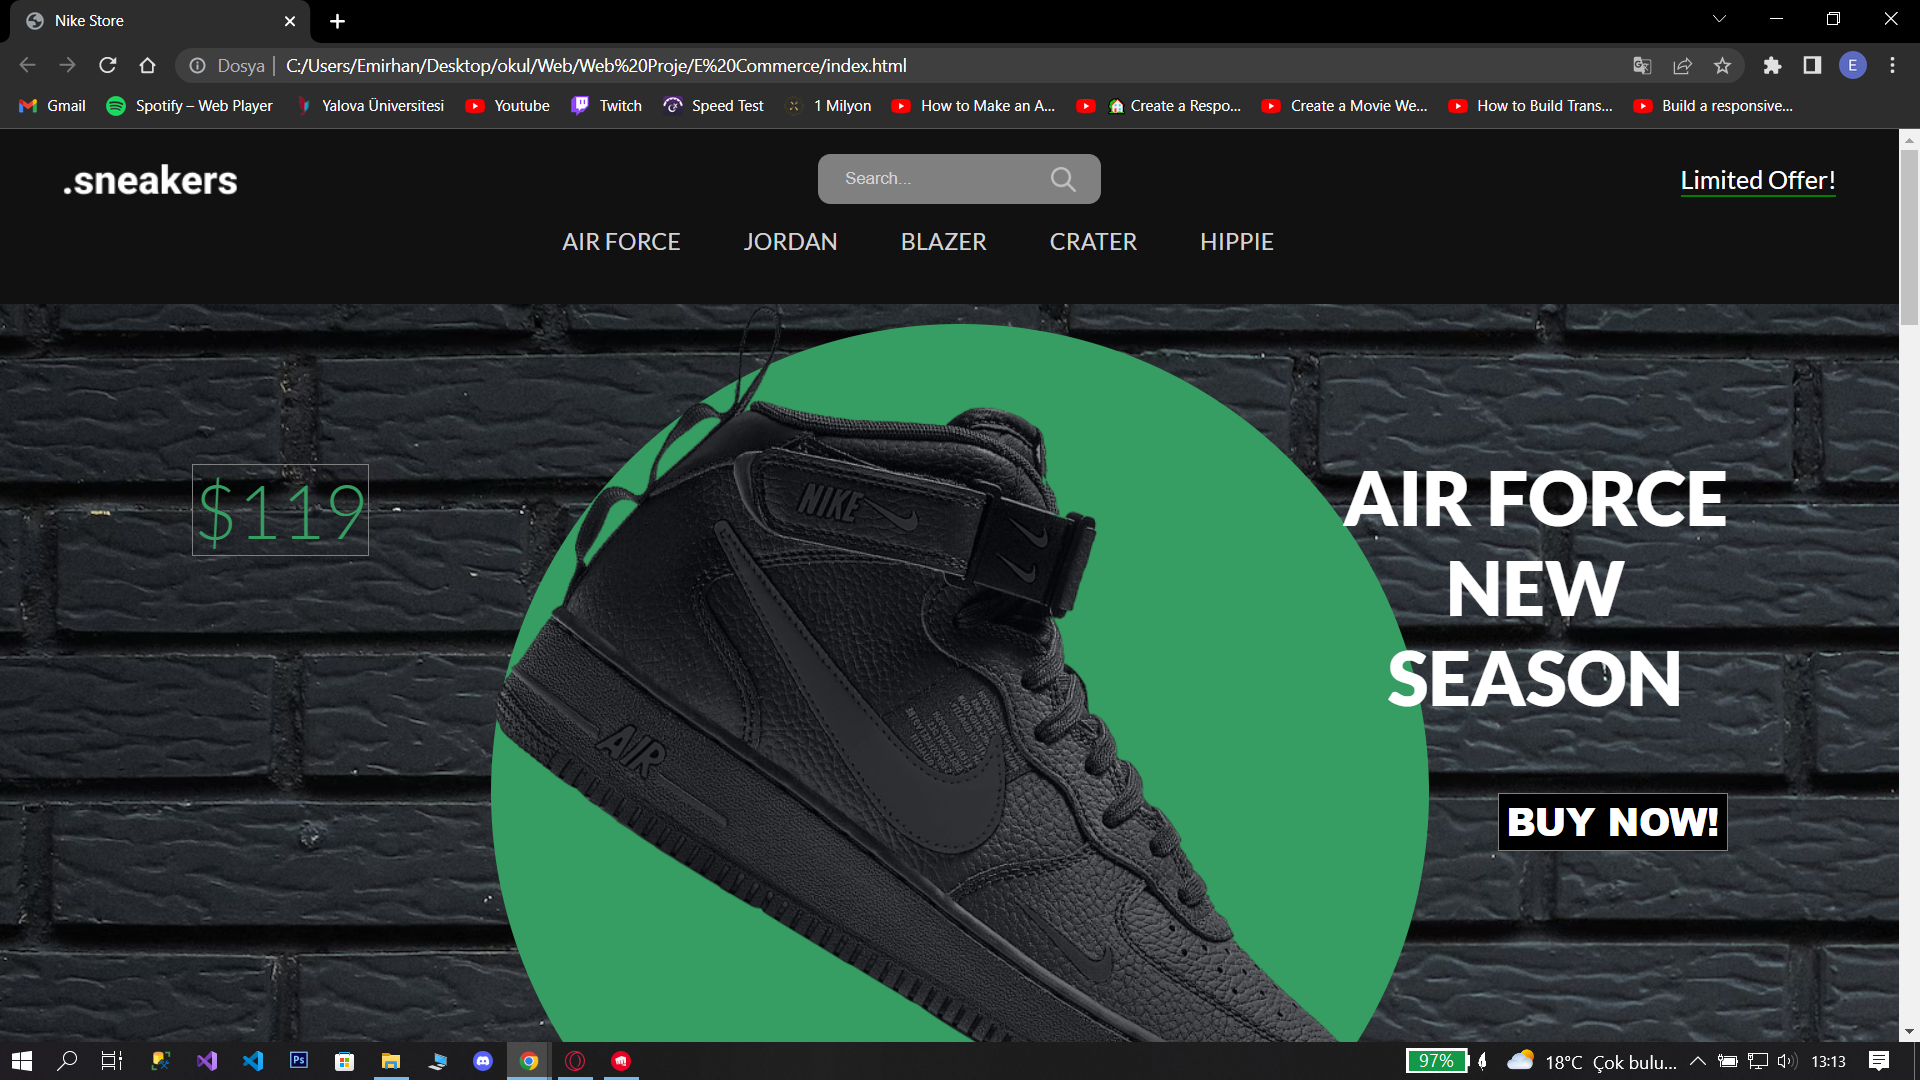 Nike Store
Dosya
C:/Users/Emirhan/Desktop/okul/Web/Web%20Proje/E%20Commerce/index.html
E
Gmail
Spotify – Web Player
Yalova Üniversitesi
Youtube
Twitch
Speed Test
1 Milyon
How to Make an A...
Create a Respo...
Create a Movie We...
How to Build Trans...
Build a responsive...
.sneakers
Search...
Limited Offer!
AIR FORCE
JORDAN
BLAZER
CRATER
HIPPIE
$119
NIKE
AIR
AIR FORCE
NEW
SEASON
BUY NOW!
Ps
97%
18°C Çok bulu...
13:13